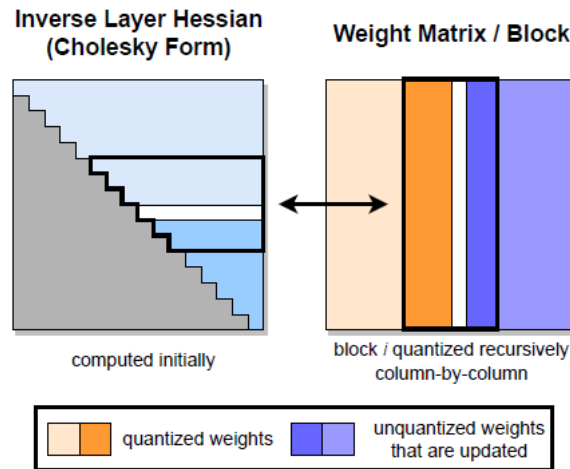 Inverse Layer Hessian
(Cholesky Form)
Weight Matrix / Block
computed initially
block i quantized recursively
column-by-column
quantized weights
unquantized weights
that are updated